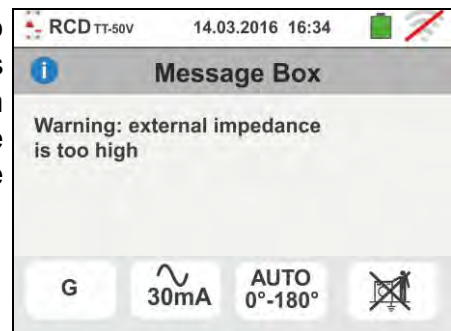 RCD TT-50V 14.03.2016 16:34
Message Box
Warning: external impedance
is too high
G 30mA AUTO
0°-180°